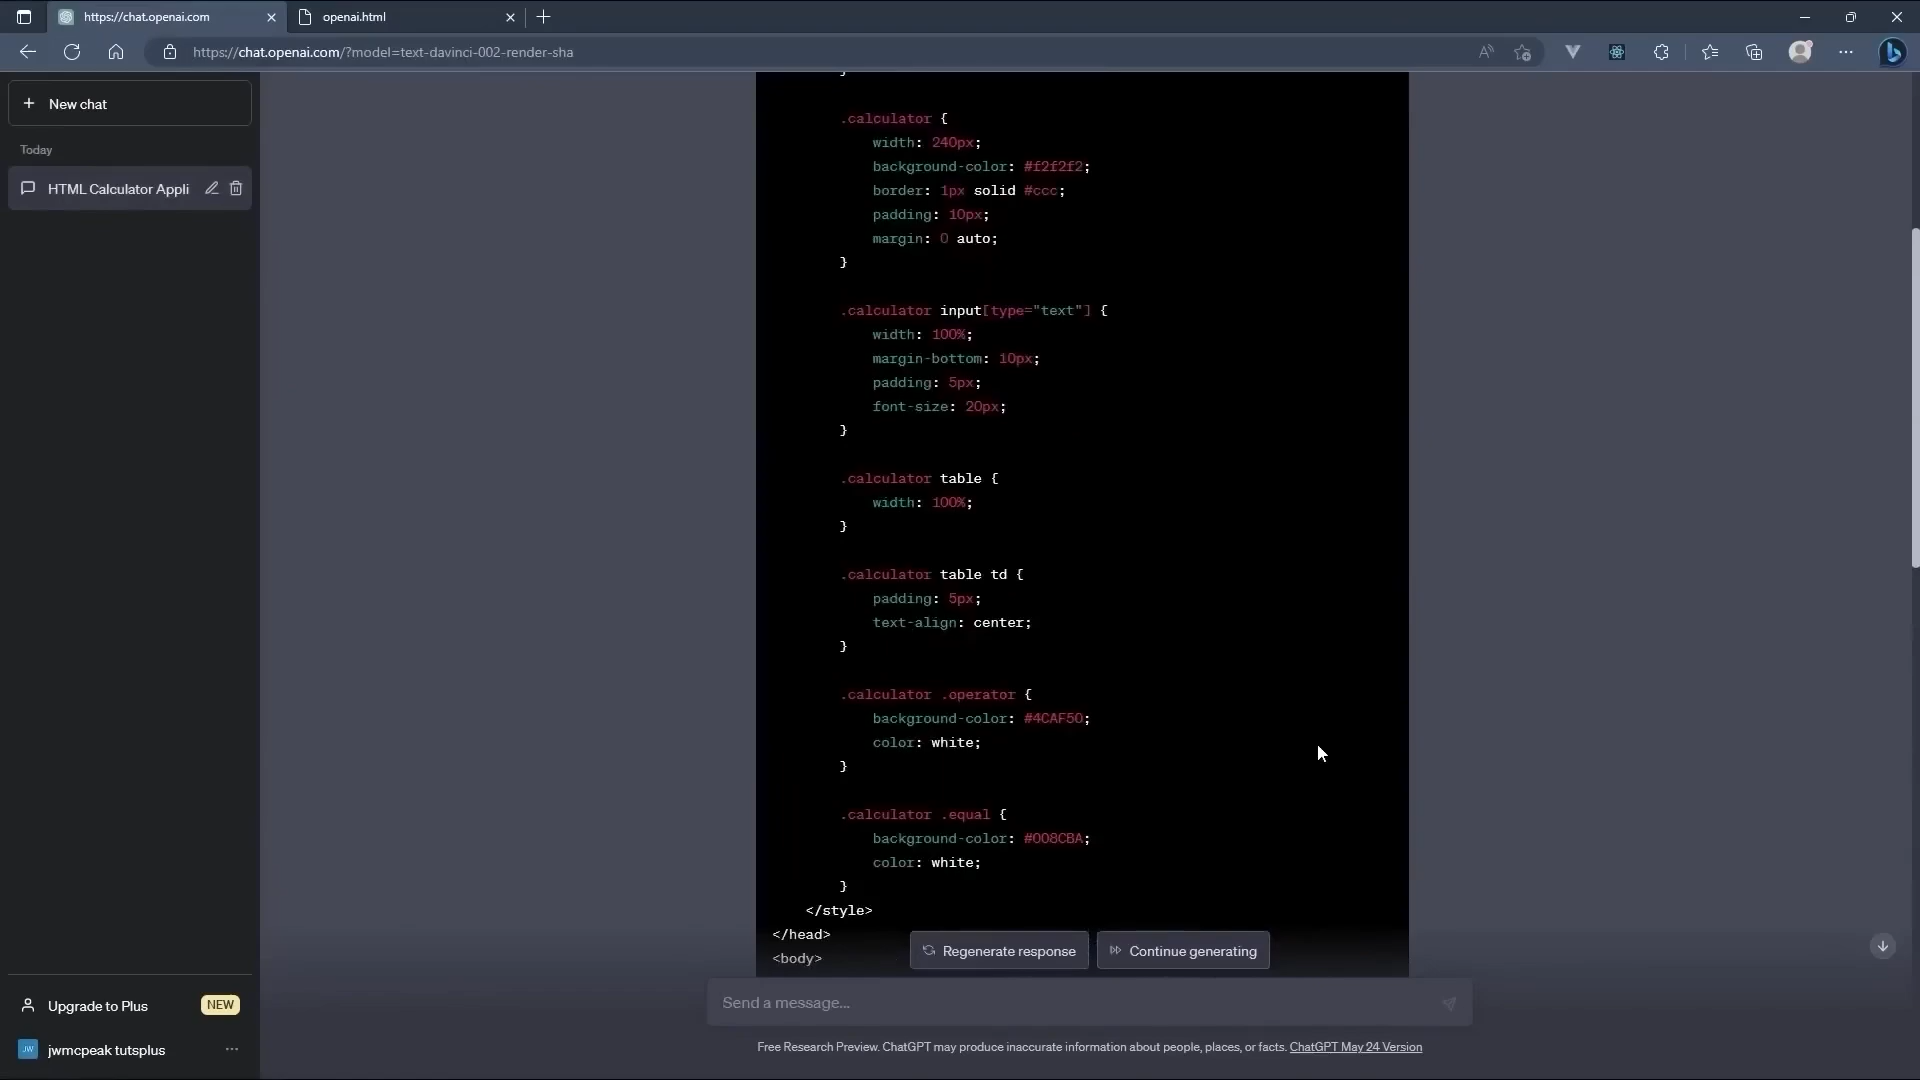 https://chat.openai.com
openai.html
https://chat.openai.com/?model=text-davinci-002-render-sha
New chat
Today
HTML Calculator Appli
}
.calculator {
width: 240px;
background-color: #f2f2f2;
border: 1px solid #ccc;
padding: 10px;
margin: 0 auto;
}
.calculator input[type="text"] {
width: 100%;
margin-bottom: 10px;
padding: 5px;
font-size: 20px;
}
.calculator table {
width: 100%;
}
.calculator table td {
padding: 5px;
text-align: center;
}
.calculator .operator {
background-color: #4CAF50;
color: white;
}
.calculator .equal {
background-color: #008CBA;
color: white;
}
</style>
</head>
<body>
Regenerate response
Continue generating
Send a message...
Upgrade to Plus NEW
JW jwmcpeak tutsplus
Free Research Preview. ChatGPT may produce inaccurate information about people, places, or facts. ChatGPT May 24 Version